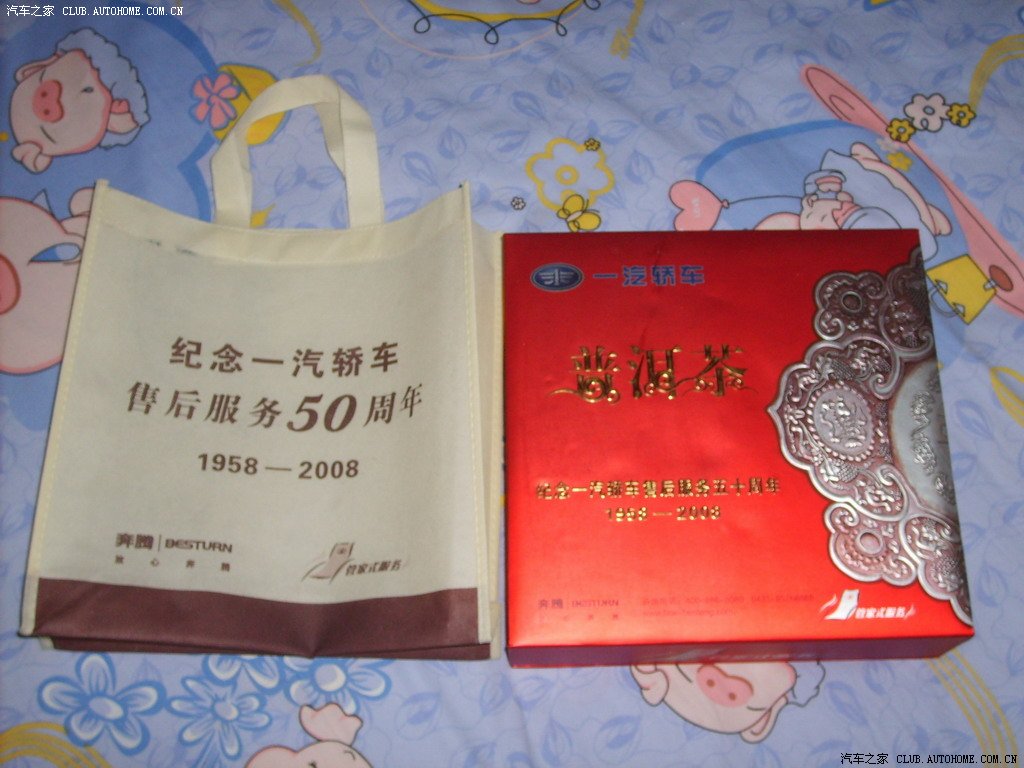 汽车之家 CLUB.AUTOHOME.COM.CN
纪念一汽轿车
售后服务50周年
1958—2008
奔腾 | BESTURN
放心奔腾
管家式服务
一汽轿车
普洱茶
纪念一汽轿车售后服务五十周年
1958—2008
奔腾 | BESTURN
管家式服务
汽车之家 CLUB.AUTOHOME.COM.CN